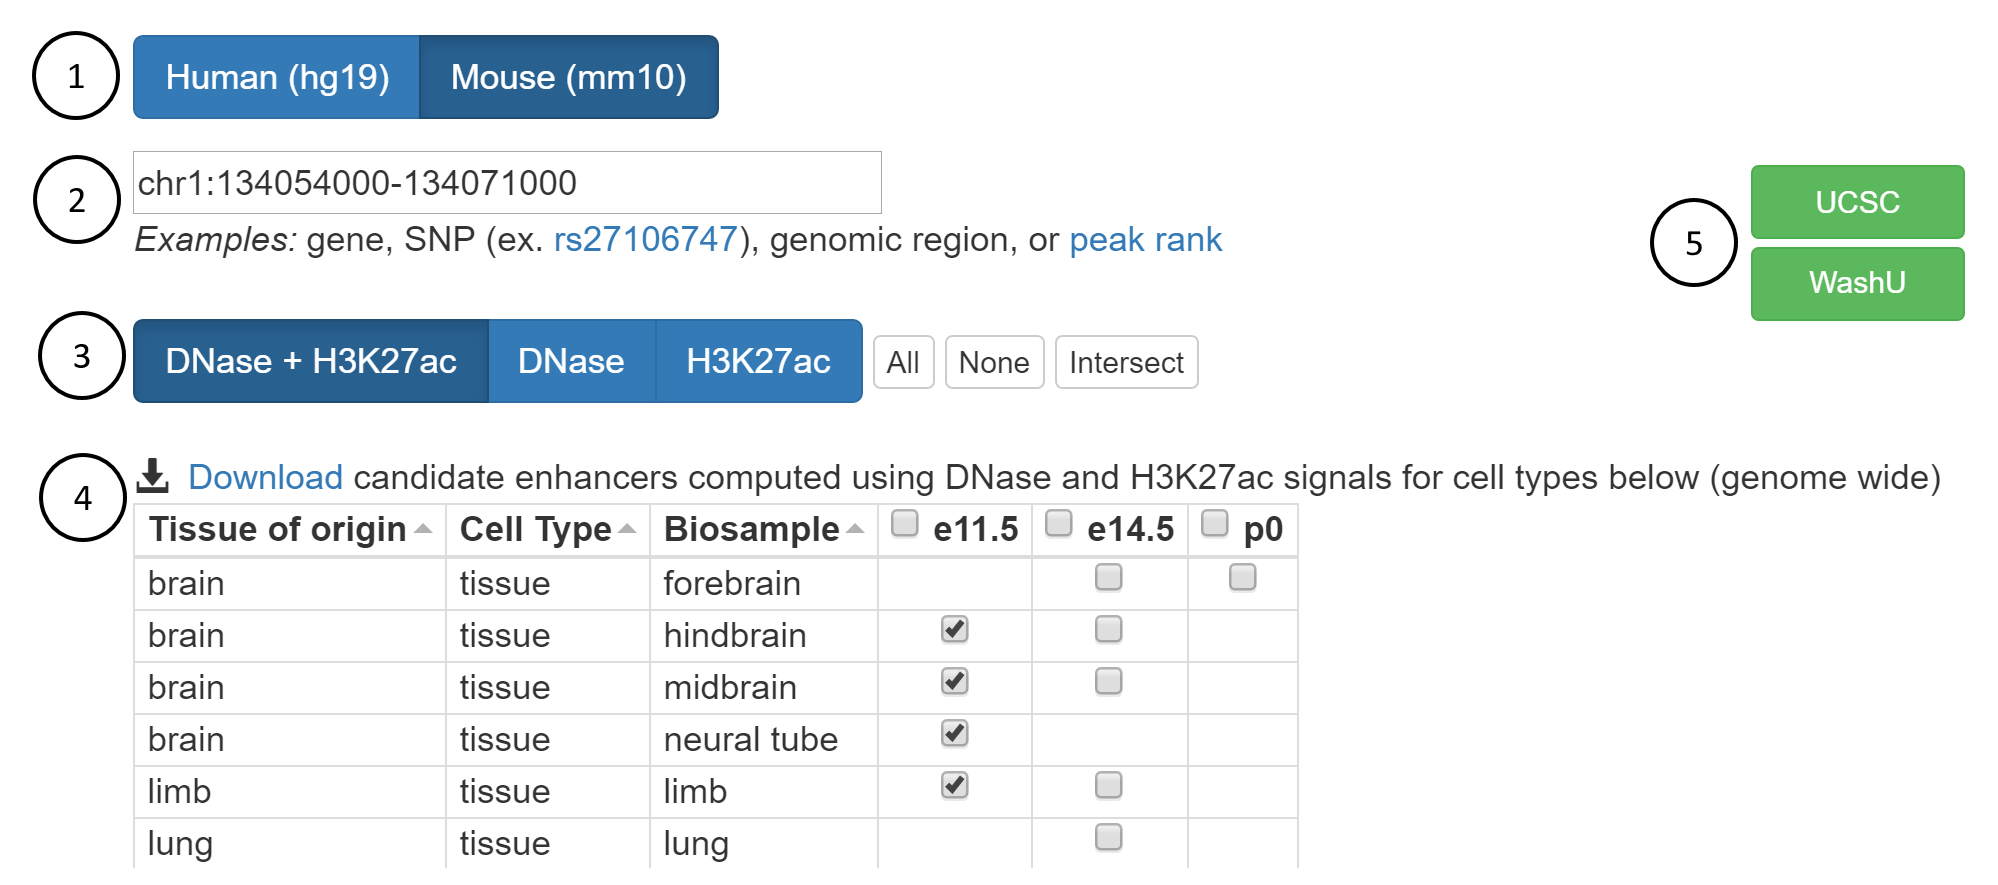 1 Human (hg19) Mouse (mm10)
2 chr1:134054000-134071000
Examples: gene, SNP (ex. rs27106747), genomic region, or peak rank
5 UCSC
WashU
3 DNase + H3K27ac DNase H3K27ac All None Intersect
4 Download candidate enhancers computed using DNase and H3K27ac signals for cell types below (genome wide)
Tissue of origin Cell Type Biosample e11.5 e14.5 p0
brain tissue forebrain
brain tissue hindbrain
brain tissue midbrain
brain tissue neural tube
limb tissue limb
lung tissue lung